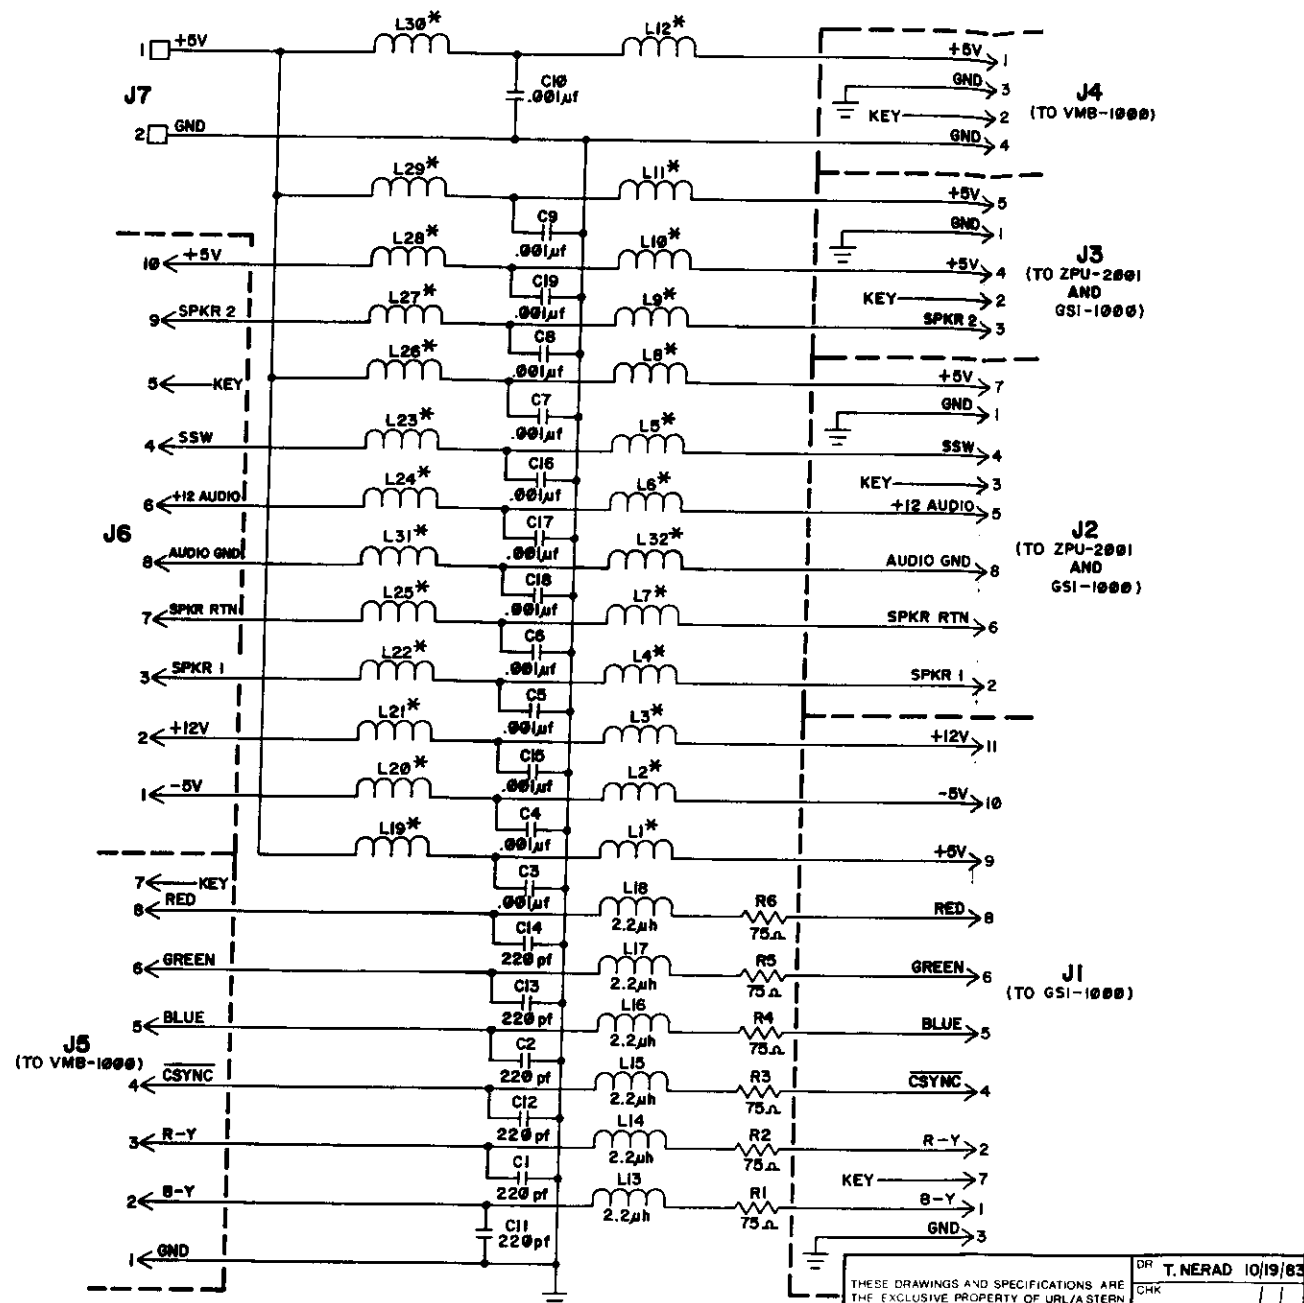 L30* L12*
1 +5V +5V 1
C10 .001µf GND 3
J7 J4
KEY 2 (TO VMB-1000)
2 GND GND 4
L29* L11*
+5V 5
C9 .001µf
GND 1
L28* L10*
J3
10 +5V +5V 4 (TO ZPU-2001
C19 .001µf AND
L27* L9* KEY 2 GSI-1000)
9 SPKR 2 SPKR 2 3
C8 .001µf
L26* L8*
5 KEY +5V 7
C7 .001µf
GND 1
L23* L5*
4 SSW SSW 4
C16 .001µf
L24* L6* KEY 3
6 +12 AUDIO +12 AUDIO 5
C17 .001µf
J6 J2
L31* L32* (TO ZPU-2001
8 AUDIO GND AUDIO GND 8 AND
C18 .001µf GSI-1000)
L25* L7*
7 SPKR RTN SPKR RTN 6
C6 .001µf
L22* L4*
3 SPKR 1 SPKR 1 2
C5 .001µf
L21* L3*
2 +12V +12V 11
C15 .001µf
L20* L2*
1 -5V -5V 10
C4 .001µf
L19* L1*
+5V 9
C3 .001µf
7 KEY
L18 2.2µh R6 75Ω
8 RED RED 8
C14 220pf
L17 2.2µh R5 75Ω
6 GREEN GREEN 6
J1
(TO GSI-1000)
C13 220pf
L16 2.2µh R4 75Ω
5 BLUE BLUE 5
J5
(TO VMB-1000)
C2 220pf
L15 2.2µh R3 75Ω
4 CSYNC CSYNC 4
C12 220pf
L14 2.2µh R2 75Ω
3 R-Y R-Y 2
C1 220pf
KEY 7
L13 2.2µh R1 75Ω
2 B-Y B-Y 1
C11 220pf
GND 3
1 GND
DR T. NERAD 10/19/83
CHK
THESE DRAWINGS AND SPECIFICATIONS ARE
THE EXCLUSIVE PROPERTY OF URL/ASTERN